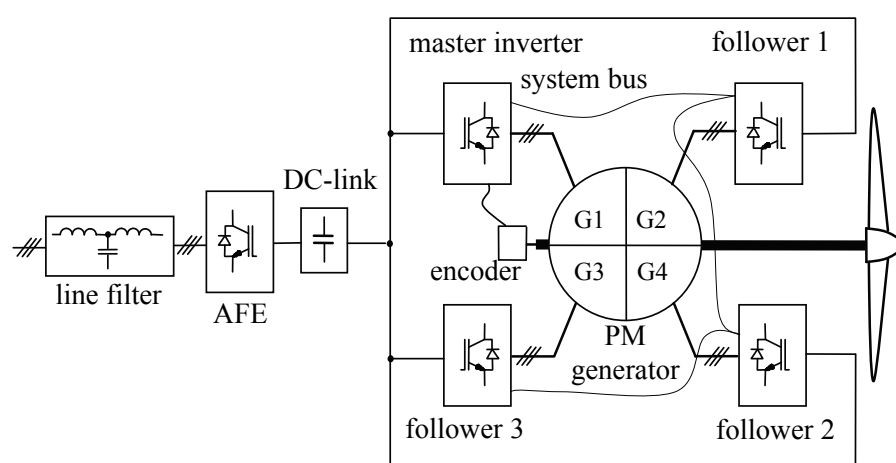 master inverter
follower 1
system bus
DC-link
G1
G2
encoder
G3
G4
line filter
AFE
PM
generator
follower 3
follower 2